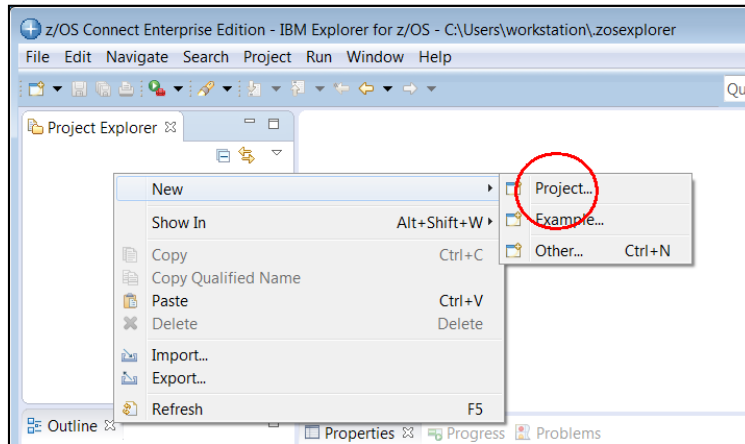 z/OS Connect Enterprise Edition - IBM Explorer for z/OS - C:\Users\workstation\.zosexplorer
File Edit Navigate Search Project Run Window Help
Qu
Project Explorer
New
Project...
Example...
Other... Ctrl+N
Show In Alt+Shift+W
Copy Ctrl+C
Copy Qualified Name
Paste Ctrl+V
Delete Delete
Import...
Export...
Refresh F5
Outline
Properties Progress Problems